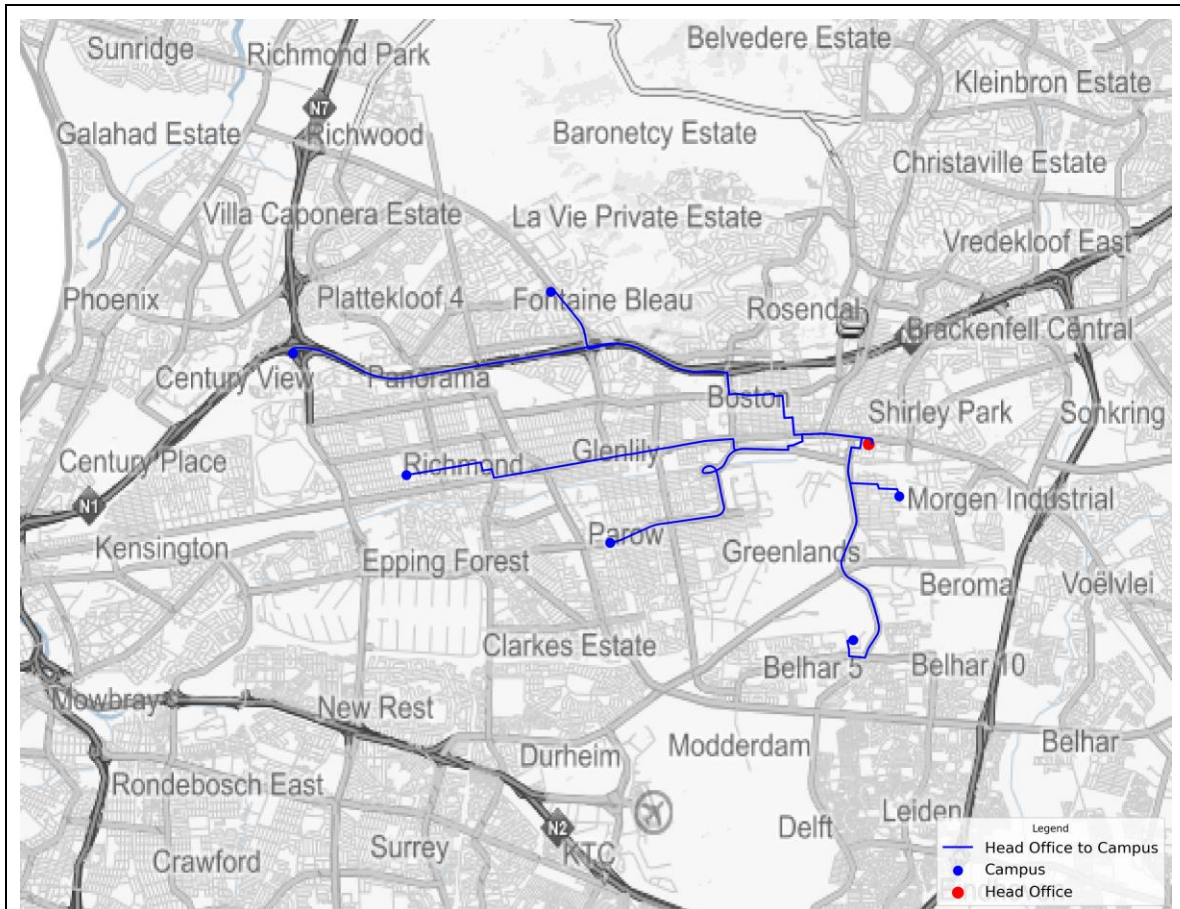 Sunridge
Richmond Park
Belvedere Estate
Kleinbron Estate
N7
Galahad Estate
Richwood
Baronetcy Estate
Christaville Estate
Villa Caponera Estate
La Vie Private Estate
Vredekloof East
Phoenix
Plattekloof 4
Fontaine Bleau
Rosendal
Brackenfell Central
Century View
Panorama
Boston
Shirley Park
Sonkring
Century Place
Richmond
Glenlily
N1
Morgen Industrial
Kensington
Epping Forest
Parow
Greenlands
Beroma
Voëlvlei
Clarkes Estate
Belhar 5
Belhar 10
Mowbray
New Rest
Durheim
Modderdam
Belhar
Rondebosch East
Delft
Leiden
N2
Crawford
Surrey
KTC
Legend
Head Office to Campus
Campus
Head Office